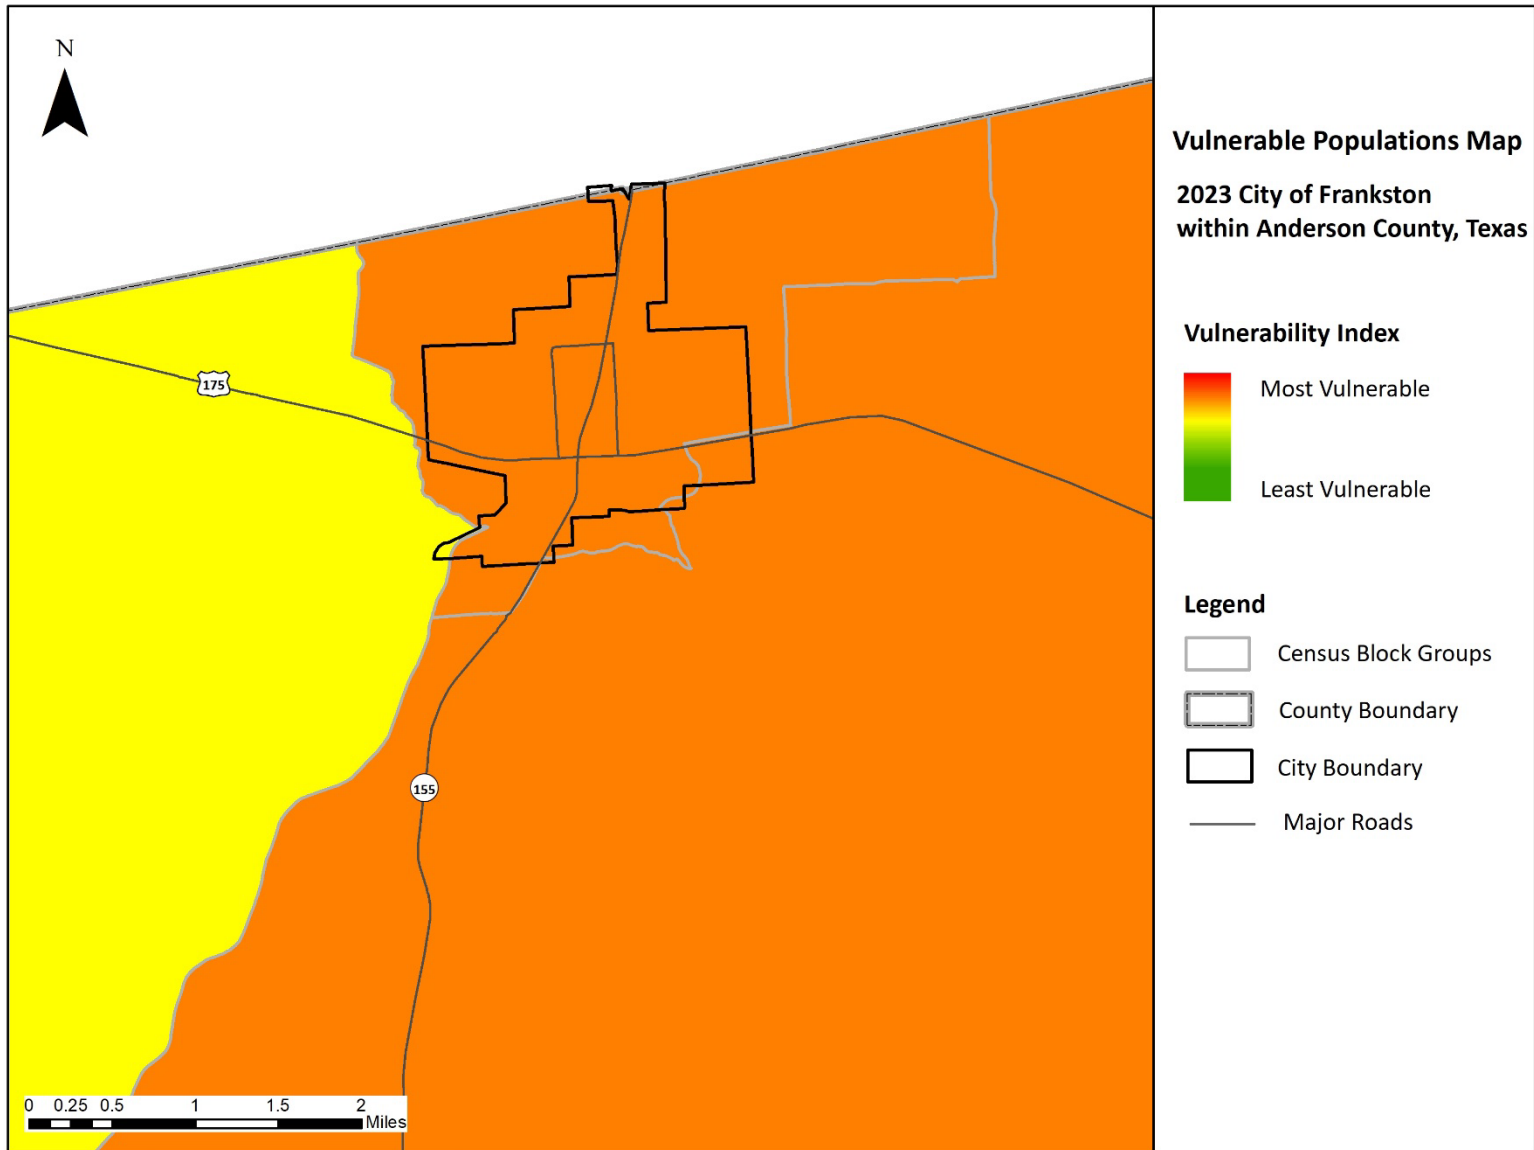 N
Vulnerable Populations Map
2023 City of Frankston
within Anderson County, Texas
Vulnerability Index
Most Vulnerable
Least Vulnerable
Legend
Census Block Groups
County Boundary
City Boundary
Major Roads
175
155
0 0.25 0.5 1 1.5 2
Miles